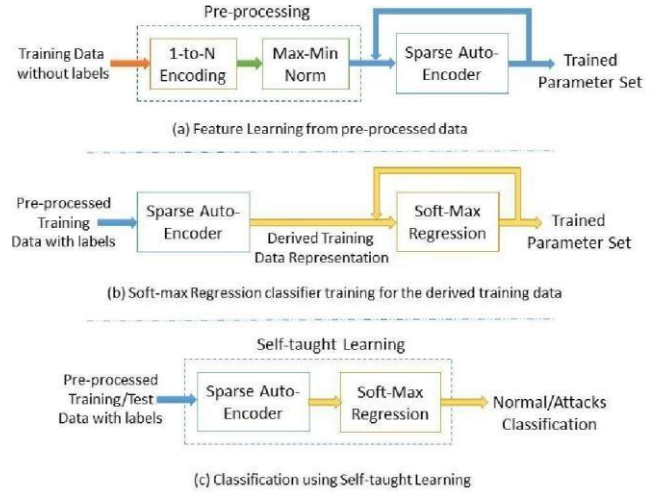 Pre-processing
Training Data
without labels
1-to-N
Encoding
Max-Min
Norm
Sparse Auto-
Encoder
Trained
Parameter Set
(a) Feature Learning from pre-processed data
Pre-processed
Training
Data with labels
Sparse Auto-
Encoder
Derived Training
Data Representation
Soft-Max
Regression
Trained
Parameter Set
(b) Soft-max Regression classifier training for the derived training data
Self-taught Learning
Pre-processed
Training/Test
Data with labels
Sparse Auto-
Encoder
Soft-Max
Regression
Normal/Attacks
Classification
(c) Classification using Self-taught Learning